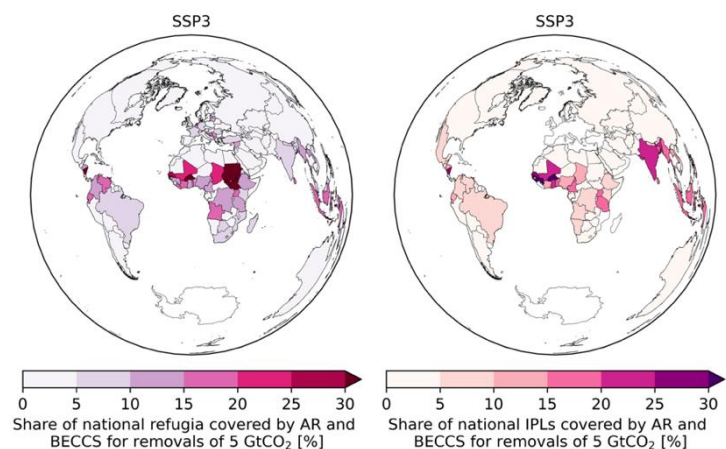 SSP3
SSP3
0 5 10 15 20 25 30
Share of national refugia covered by AR and
BECCS for removals of 5 GtCO₂ [%]
0 5 10 15 20 25 30
Share of national IPLs covered by AR and
BECCS for removals of 5 GtCO₂ [%]